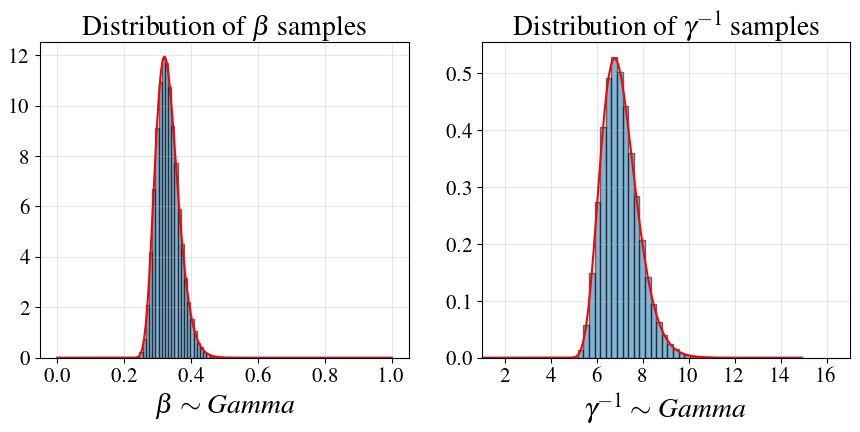 Distribution of β samples
12
10
8
6
4
2
0
0.0 0.2 0.4 0.6 0.8 1.0
β ~ Gamma
Distribution of γ⁻¹ samples
0.5
0.4
0.3
0.2
0.1
0.0
2 4 6 8 10 12 14 16
γ⁻¹ ~ Gamma